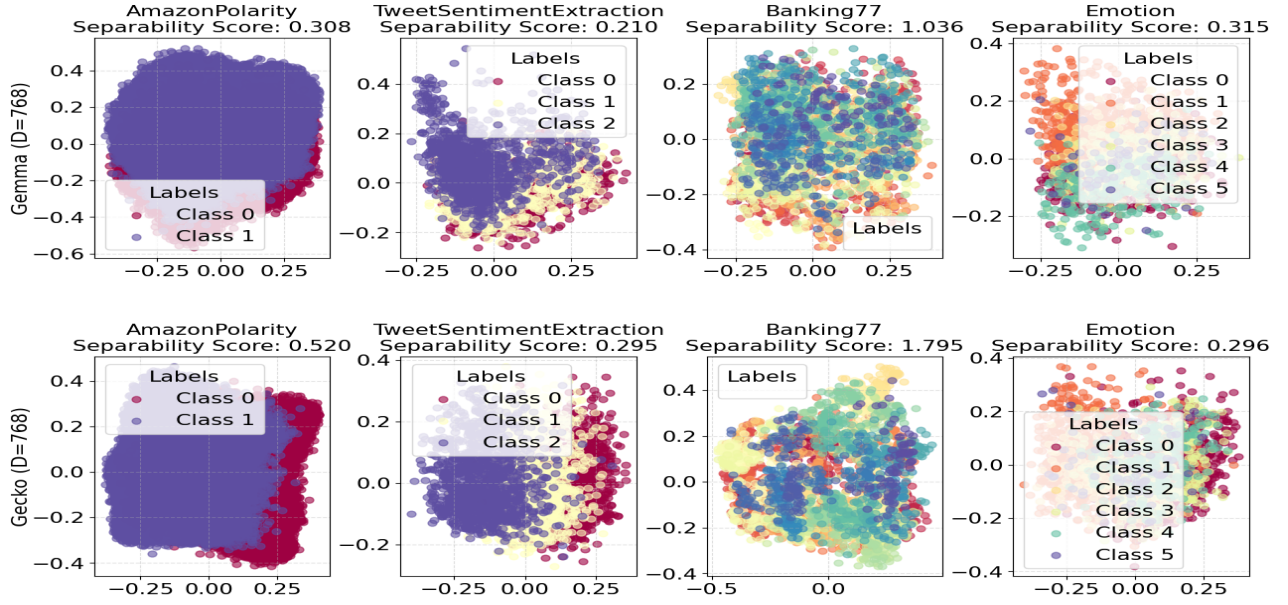 AmazonPolarity
Separability Score: 0.308
TweetSentimentExtraction
Separability Score: 0.210
Banking77
Separability Score: 1.036
Emotion
Separability Score: 0.315
Gemma (D=768)
0.4
0.2
0.0
−0.2
−0.4
−0.6
−0.25
0.00
0.25
Labels
Class 0
Class 1
0.4
0.2
0.0
−0.2
−0.25
0.00
0.25
0.50
Labels
Class 0
Class 1
Class 2
0.2
0.0
−0.2
−0.4
−0.25
0.00
0.25
Labels
0.4
0.2
0.0
−0.2
−0.25
0.00
0.25
Labels
Class 0
Class 1
Class 2
Class 3
Class 4
Class 5
AmazonPolarity
Separability Score: 0.520
TweetSentimentExtraction
Separability Score: 0.295
Banking77
Separability Score: 1.795
Emotion
Separability Score: 0.296
Gecko (D=768)
0.4
0.2
0.0
−0.2
−0.4
−0.25
0.00
0.25
Labels
Class 0
Class 1
0.4
0.2
0.0
−0.2
−0.25
0.00
0.25
Labels
Class 0
Class 1
Class 2
0.4
0.2
0.0
−0.2
−0.4
−0.5
0.0
Labels
0.4
0.2
0.0
−0.2
−0.4
−0.25
0.00
0.25
Labels
Class 0
Class 1
Class 2
Class 3
Class 4
Class 5